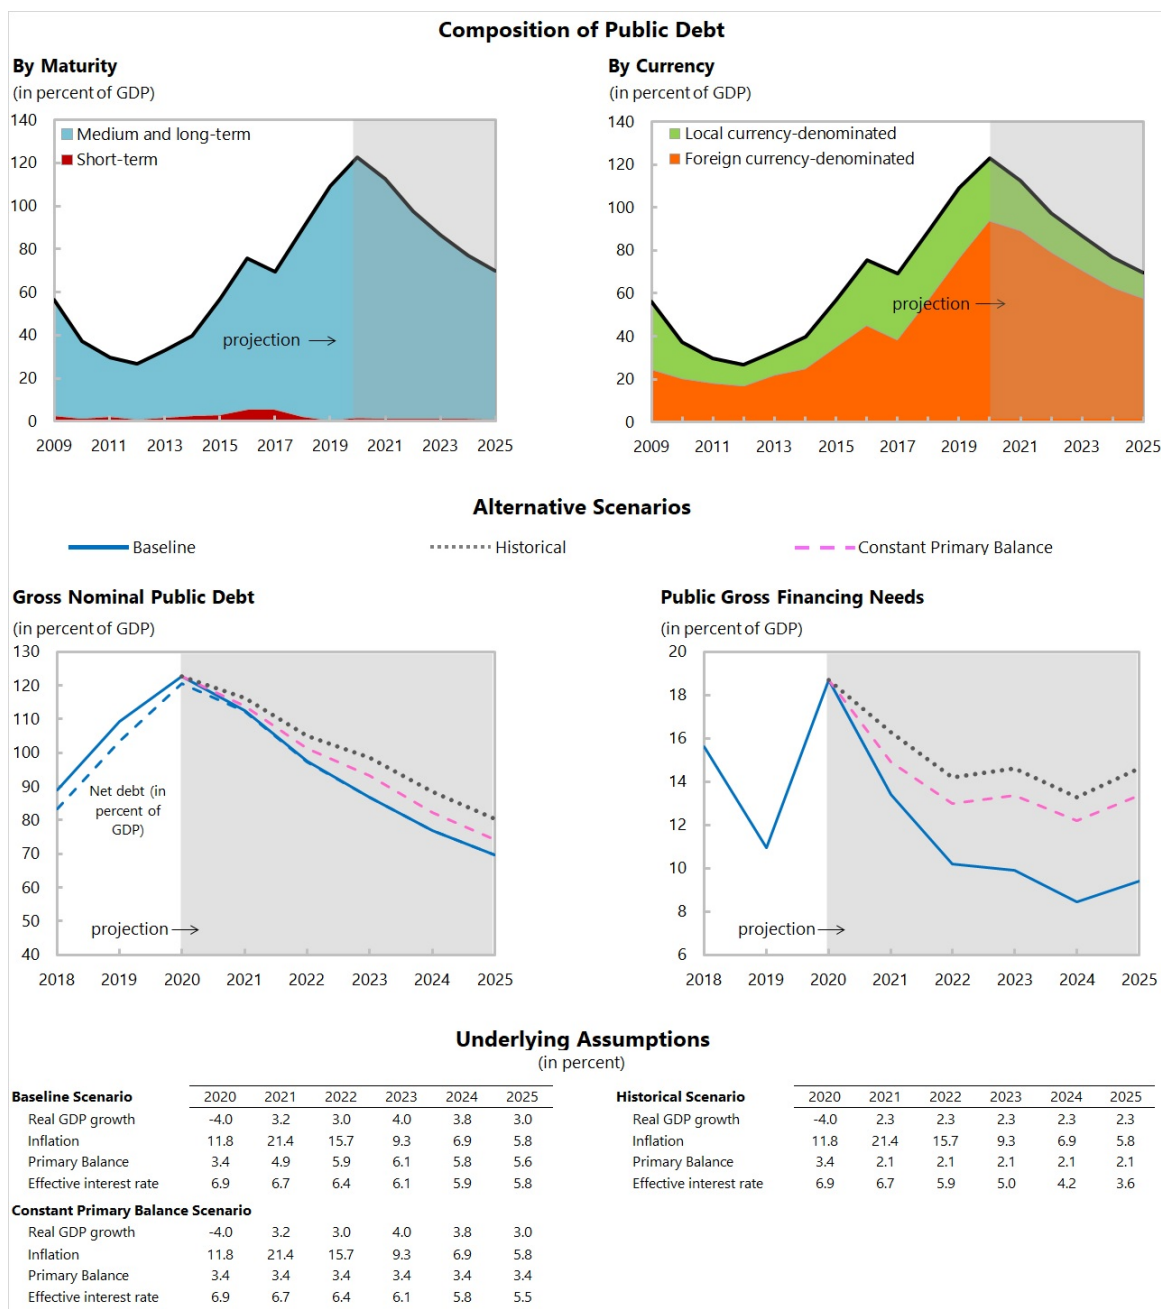 Composition of Public Debt
By Maturity
(in percent of GDP)
140
120
100
80
60
40
20
0
Medium and long-term
Short-term
projection
2009 2011 2013 2015 2017 2019 2021 2023 2025
By Currency
(in percent of GDP)
140
120
100
80
60
40
20
0
Local currency-denominated
Foreign currency-denominated
projection
2009 2011 2013 2015 2017 2019 2021 2023 2025
Alternative Scenarios
Baseline Historical Constant Primary Balance
Gross Nominal Public Debt
(in percent of GDP)
130
120
110
100
90
80
70
60
50
40
Net debt (in
percent of
GDP)
projection
2018 2019 2020 2021 2022 2023 2024 2025
Public Gross Financing Needs
(in percent of GDP)
20
18
16
14
12
10
8
6
projection
2018 2019 2020 2021 2022 2023 2024 2025
Underlying Assumptions
(in percent)
Baseline Scenario 2020 2021 2022 2023 2024 2025
Real GDP growth -4.0 3.2 3.0 4.0 3.8 3.0
Inflation 11.8 21.4 15.7 9.3 6.9 5.8
Primary Balance 3.4 4.9 5.9 6.1 5.8 5.6
Effective interest rate 6.9 6.7 6.4 6.1 5.9 5.8
Constant Primary Balance Scenario
Real GDP growth -4.0 3.2 3.0 4.0 3.8 3.0
Inflation 11.8 21.4 15.7 9.3 6.9 5.8
Primary Balance 3.4 3.4 3.4 3.4 3.4 3.4
Effective interest rate 6.9 6.7 6.4 6.1 5.8 5.5
Historical Scenario 2020 2021 2022 2023 2024 2025
Real GDP growth -4.0 2.3 2.3 2.3 2.3 2.3
Inflation 11.8 21.4 15.7 9.3 6.9 5.8
Primary Balance 3.4 2.1 2.1 2.1 2.1 2.1
Effective interest rate 6.9 6.7 5.9 5.0 4.2 3.6